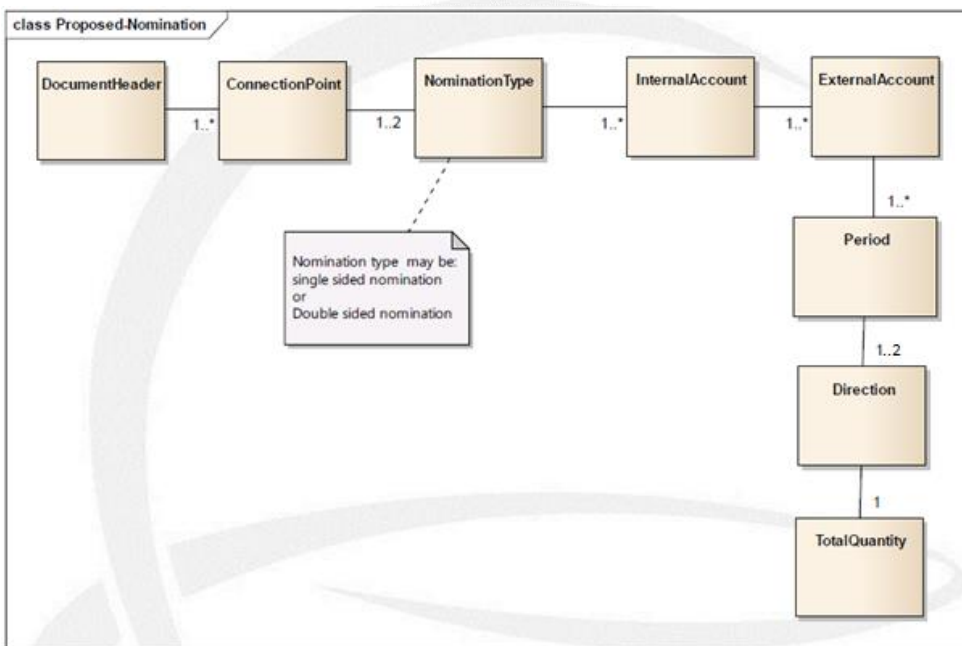 class Proposed-Nomination
DocumentHeader
ConnectionPoint
NominationType
InternalAccount
ExternalAccount
1..*
1..2
1..*
1..*
1..*
Nomination type may be:
single sided nomination
or
Double sided nomination
Period
1..2
Direction
1
TotalQuantity